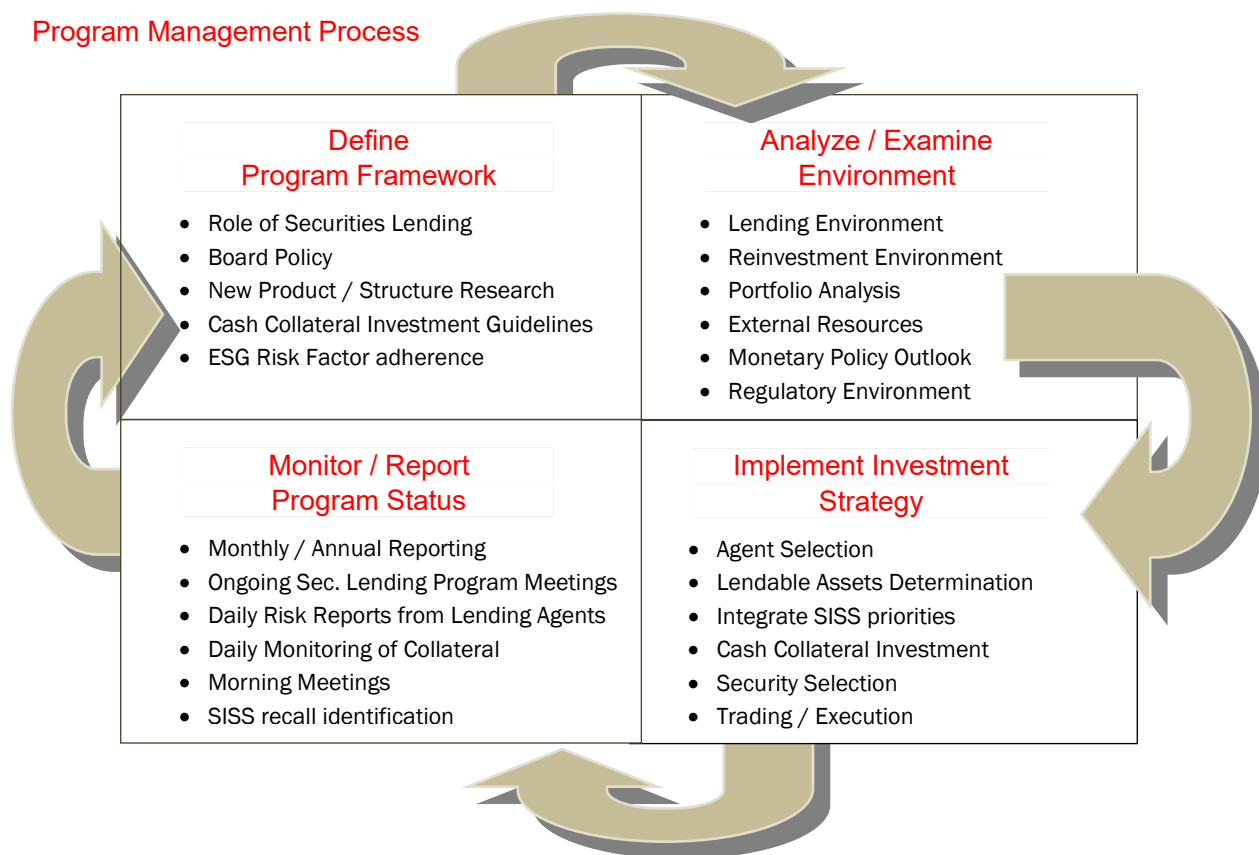 Program Management Process
Define
Program Framework
• Role of Securities Lending
• Board Policy
• New Product / Structure Research
• Cash Collateral Investment Guidelines
• ESG Risk Factor adherence
Analyze / Examine
Environment
• Lending Environment
• Reinvestment Environment
• Portfolio Analysis
• External Resources
• Monetary Policy Outlook
• Regulatory Environment
Monitor / Report
Program Status
• Monthly / Annual Reporting
• Ongoing Sec. Lending Program Meetings
• Daily Risk Reports from Lending Agents
• Daily Monitoring of Collateral
• Morning Meetings
• SISS recall identification
Implement Investment
Strategy
• Agent Selection
• Lendable Assets Determination
• Integrate SISS priorities
• Cash Collateral Investment
• Security Selection
• Trading / Execution